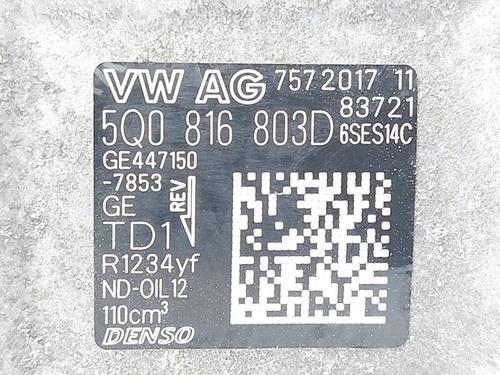 VW AG 757 2017 11
83721
5Q0 816 803D 6SES14C
GE447150
-7853
GE
REV
TD1
R1234yf
ND-OIL12
110cm³
DENSO